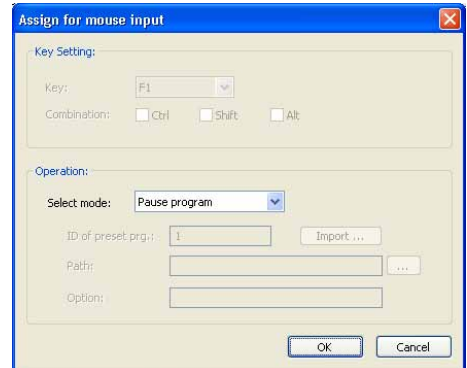 Assign for mouse input
Key Setting:
Key: F1
Combination: Ctrl Shift Alt
Operation:
Select mode: Pause program
ID of preset prg.: 1 Import ...
Path: ...
Option:
OK Cancel